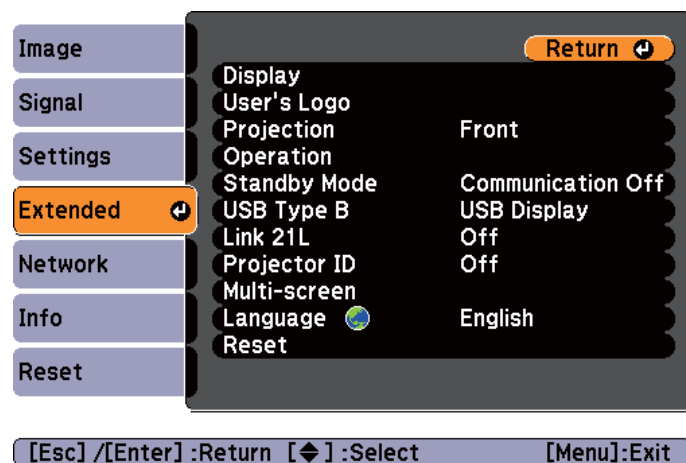 Image
Signal
Settings
Extended
Network
Info
Reset
Return
Display
User's Logo
Projection Front
Operation
Standby Mode Communication Off
USB Type B USB Display
Link 21L Off
Projector ID Off
Multi-screen
Language English
Reset
[Esc] /[Enter] :Return [◆] :Select [Menu]:Exit